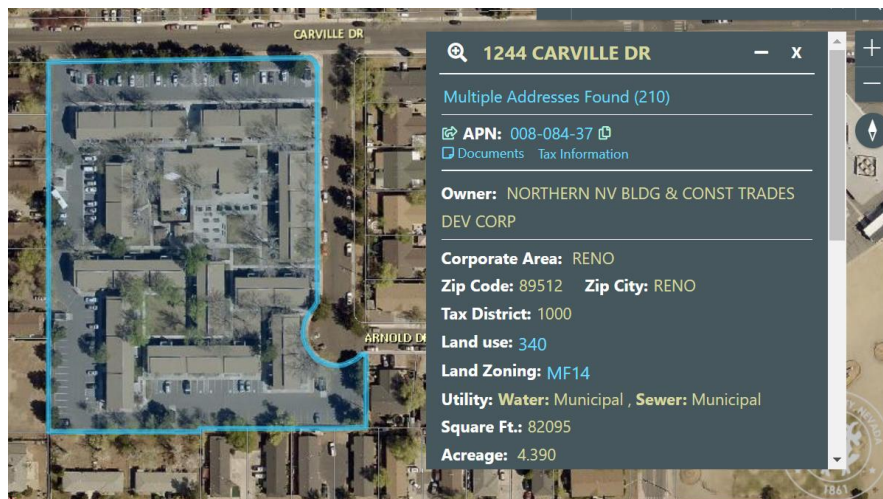 CARVILLE DR
1244 CARVILLE DR – X
Multiple Addresses Found (210)
APN: 008-084-37
Documents Tax Information
Owner: NORTHERN NV BLDG & CONST TRADES
DEV CORP
Corporate Area: RENO
Zip Code: 89512 Zip City: RENO
Tax District: 1000
Land use: 340
ARNOLD D
Land Zoning: MF14
Utility: Water: Municipal , Sewer: Municipal
Square Ft.: 82095
Acreage: 4.390
NEVADA
1861